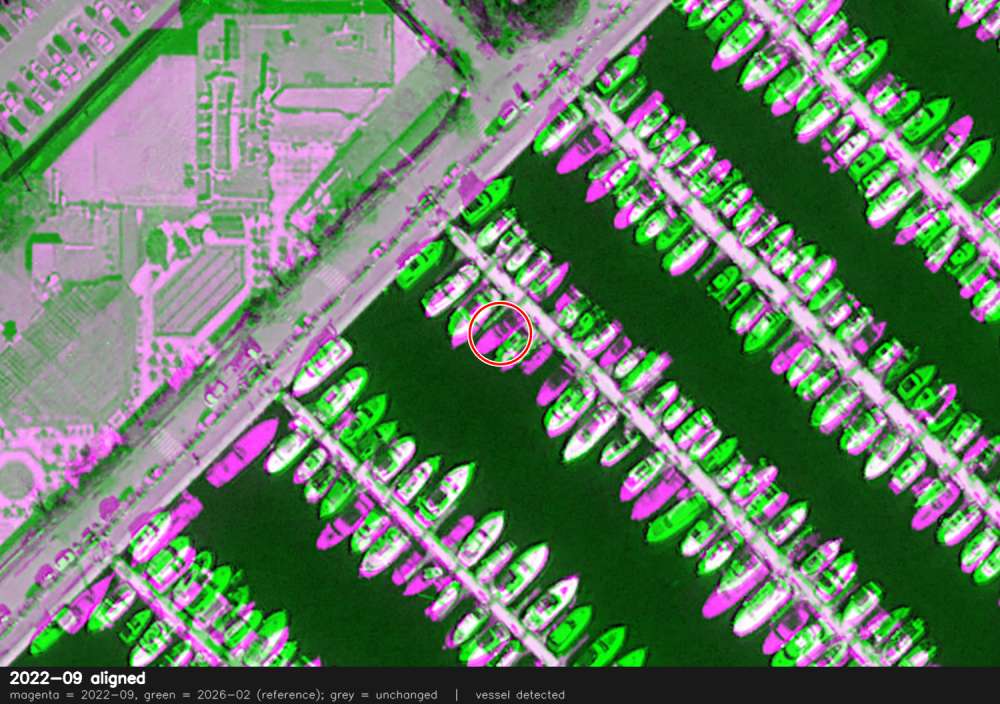 2022-09 aligned
magenta = 2022-09, green = 2026-02 (reference); grey = unchanged | vessel detected